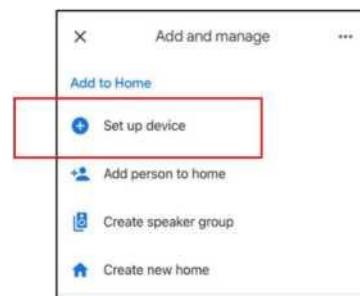 Add and manage
Add to Home
Set up device
Add person to home
Create speaker group
Create new home